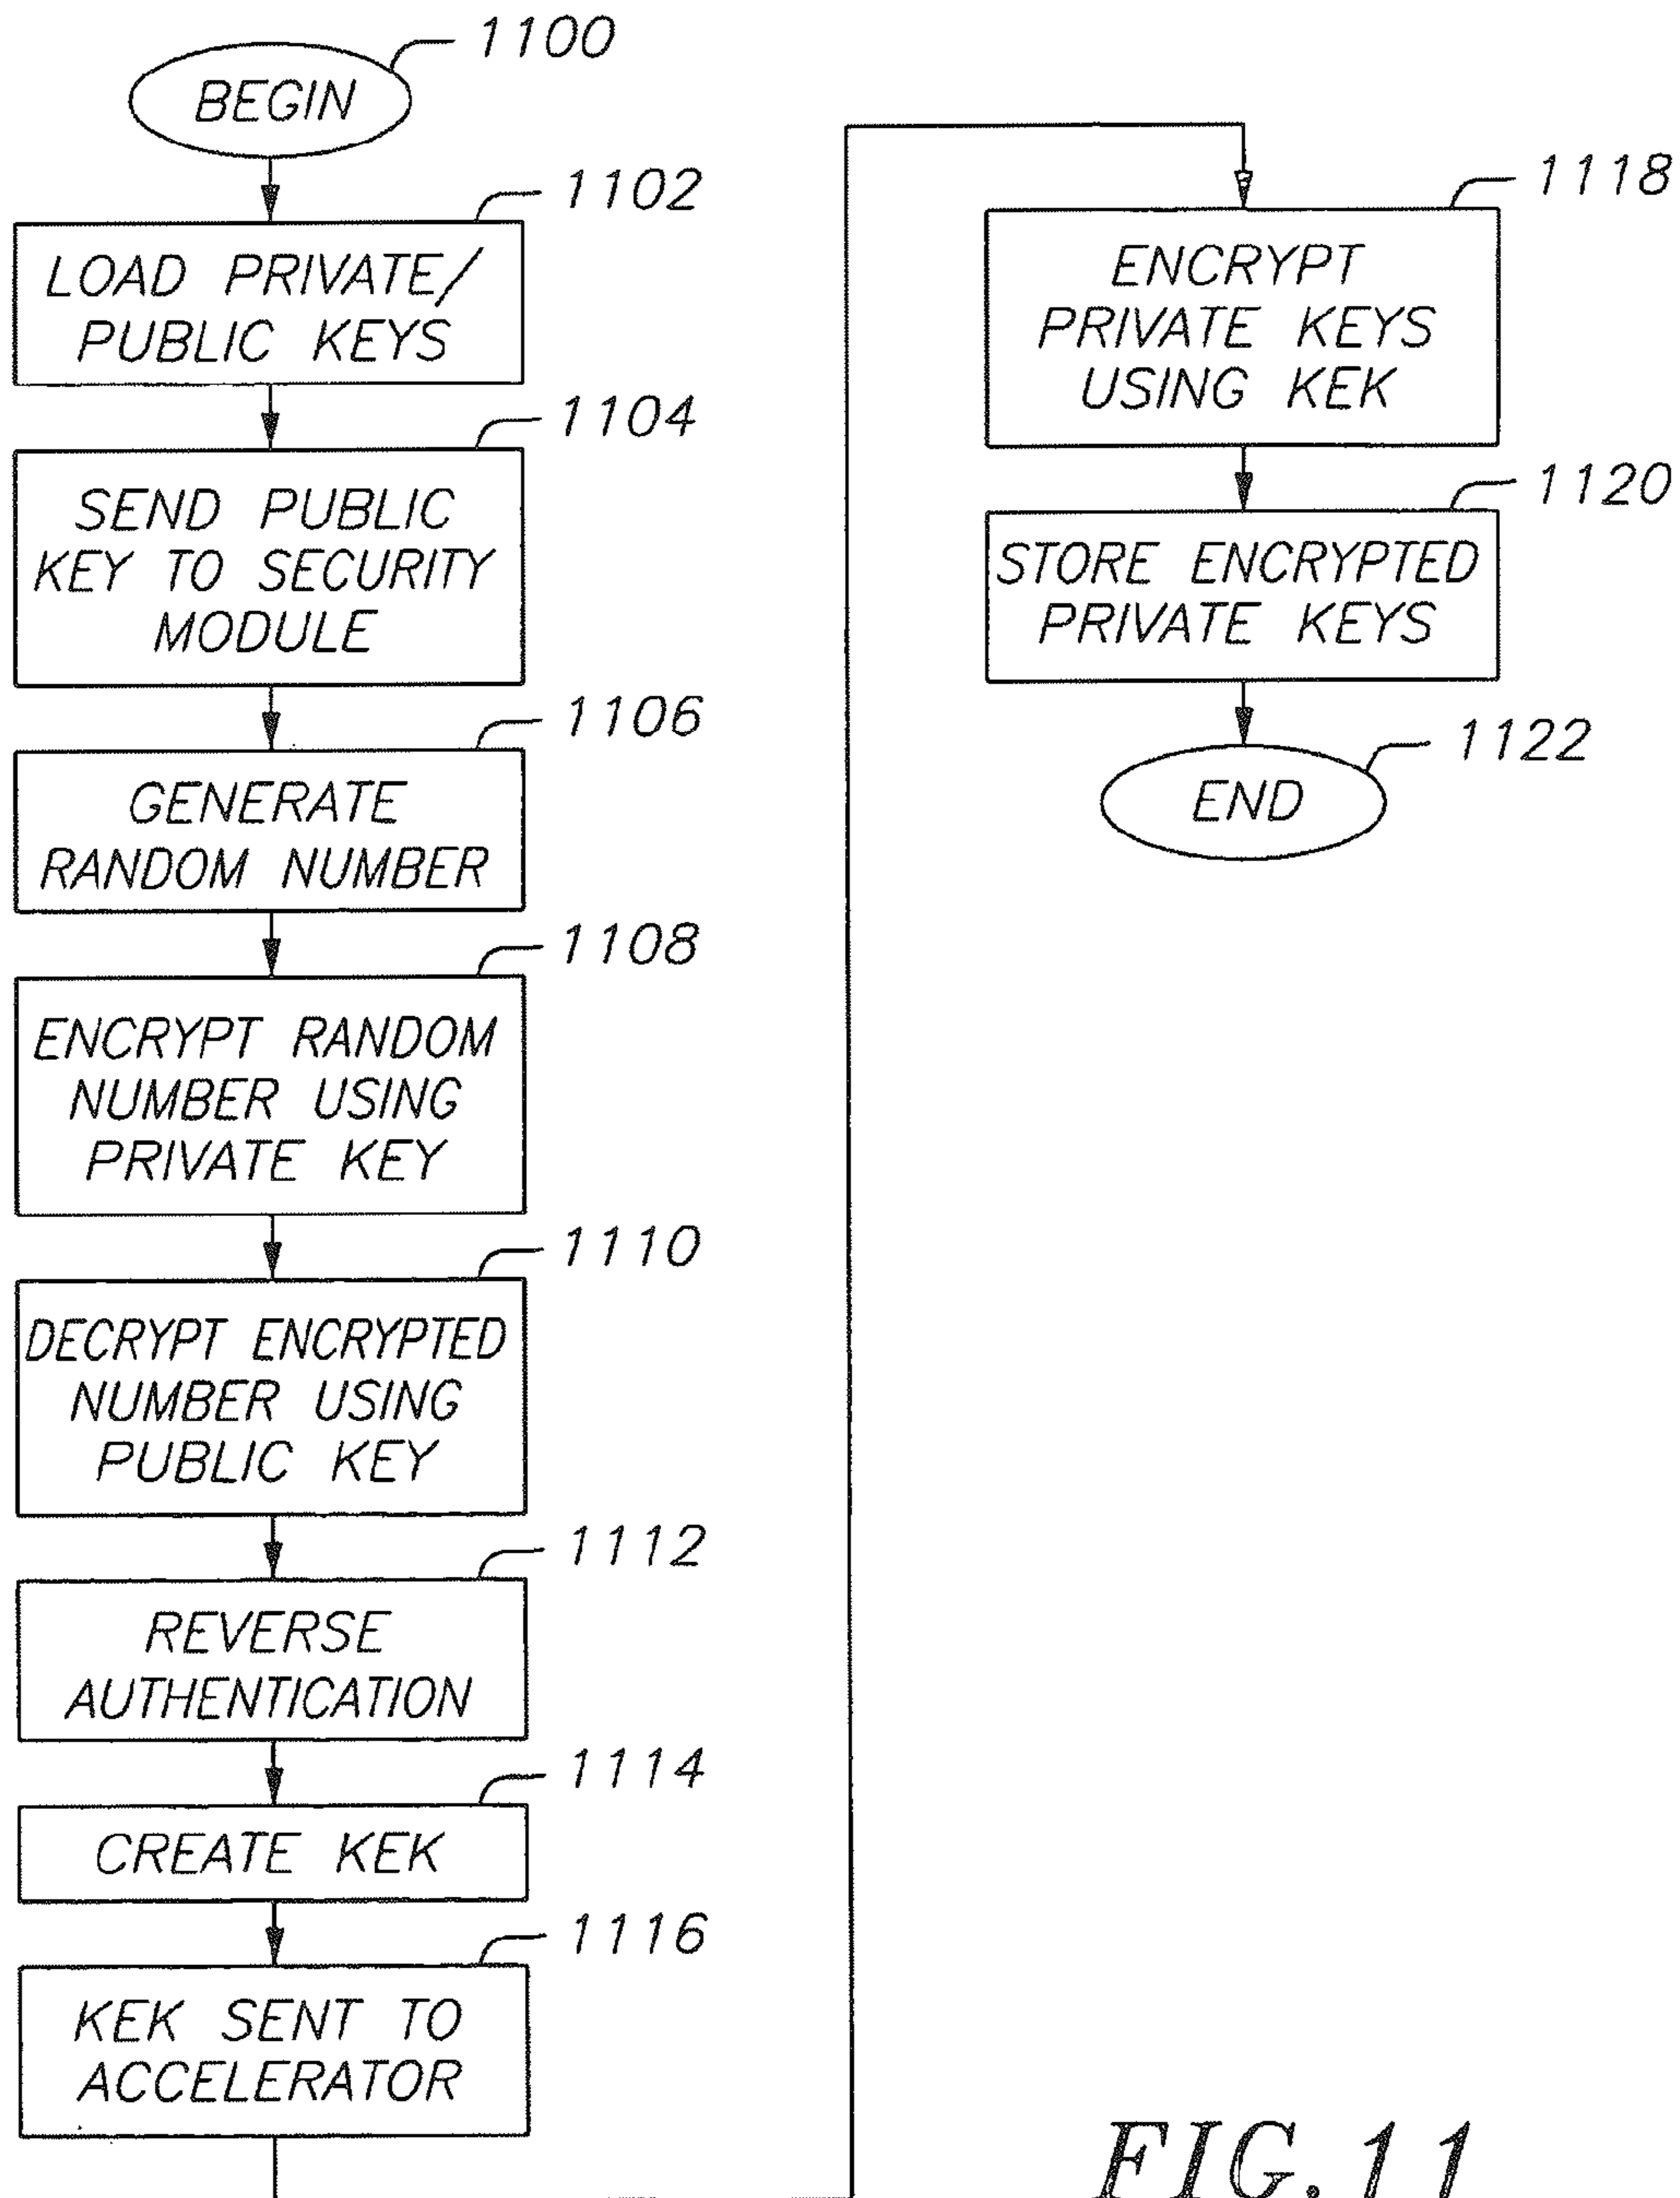 1100
BEGIN
1102
LOAD PRIVATE/
PUBLIC KEYS
1104
SEND PUBLIC
KEY TO SECURITY
MODULE
1106
GENERATE
RANDOM NUMBER
1108
ENCRYPT RANDOM
NUMBER USING
PRIVATE KEY
1110
DECRYPT ENCRYPTED
NUMBER USING
PUBLIC KEY
1112
REVERSE
AUTHENTICATION
1114
CREATE KEK
1116
KEK SENT TO
ACCELERATOR
1118
ENCRYPT
PRIVATE KEYS
USING KEK
1120
STORE ENCRYPTED
PRIVATE KEYS
1122
END
FIG. 11